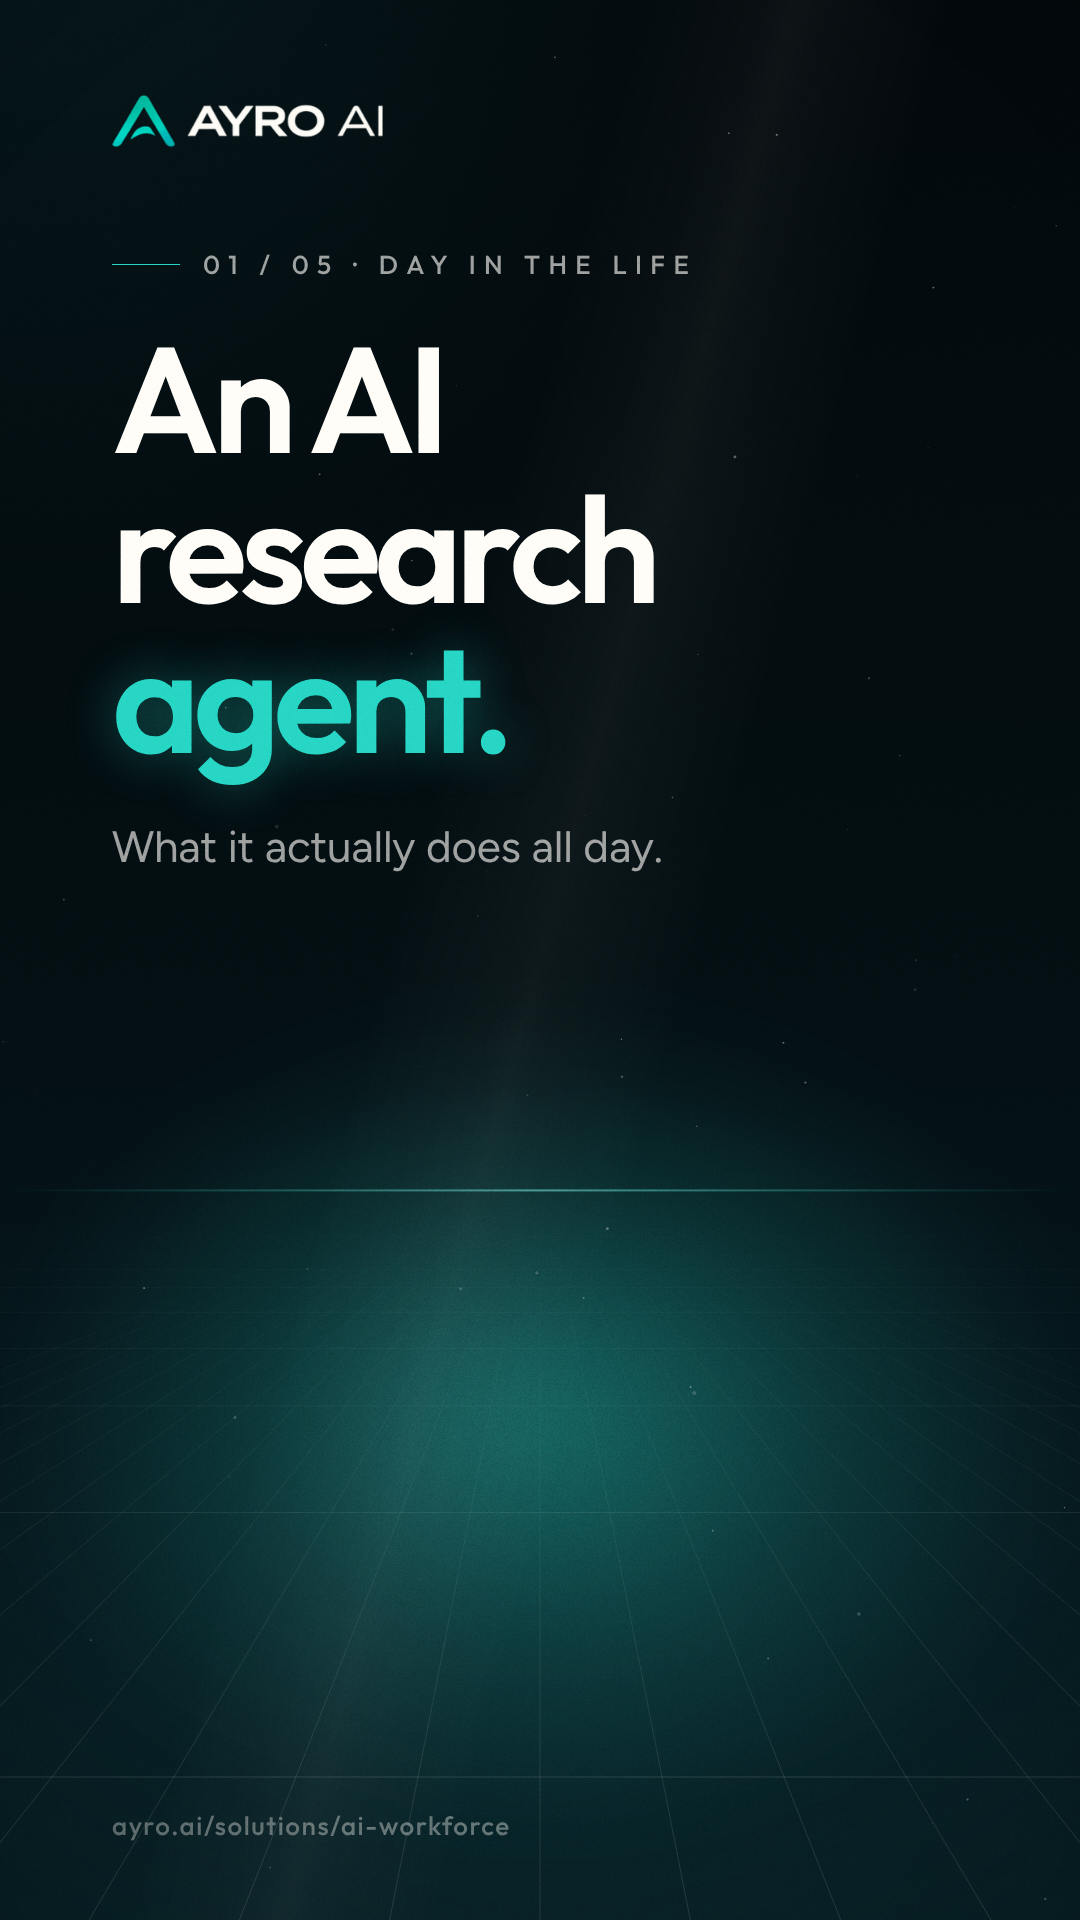 AYRO AI
01 / 05 · DAY IN THE LIFE
An AI
research
agent.
What it actually does all day.
ayro.ai/solutions/ai-workforce